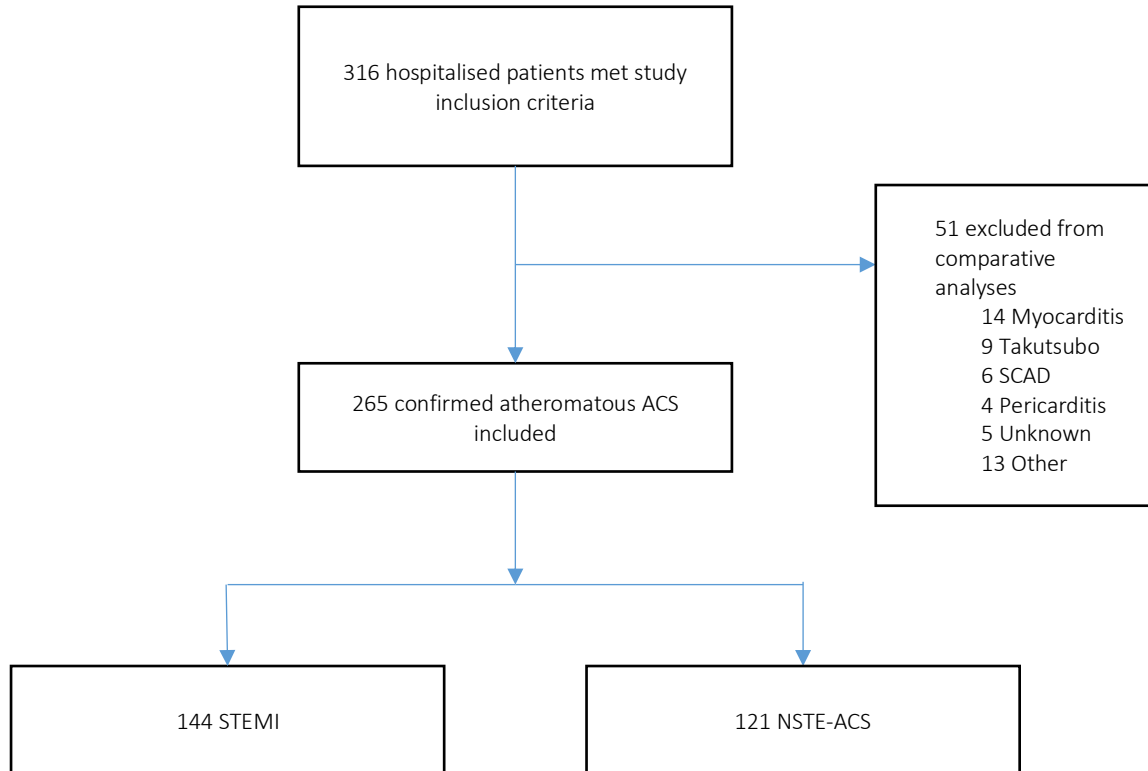 316 hospitalised patients met study
inclusion criteria
51 excluded from
comparative
analyses
14 Myocarditis
9 Takutsubo
6 SCAD
4 Pericarditis
5 Unknown
13 Other
265 confirmed atheromatous ACS
included
144 STEMI
121 NSTE-ACS